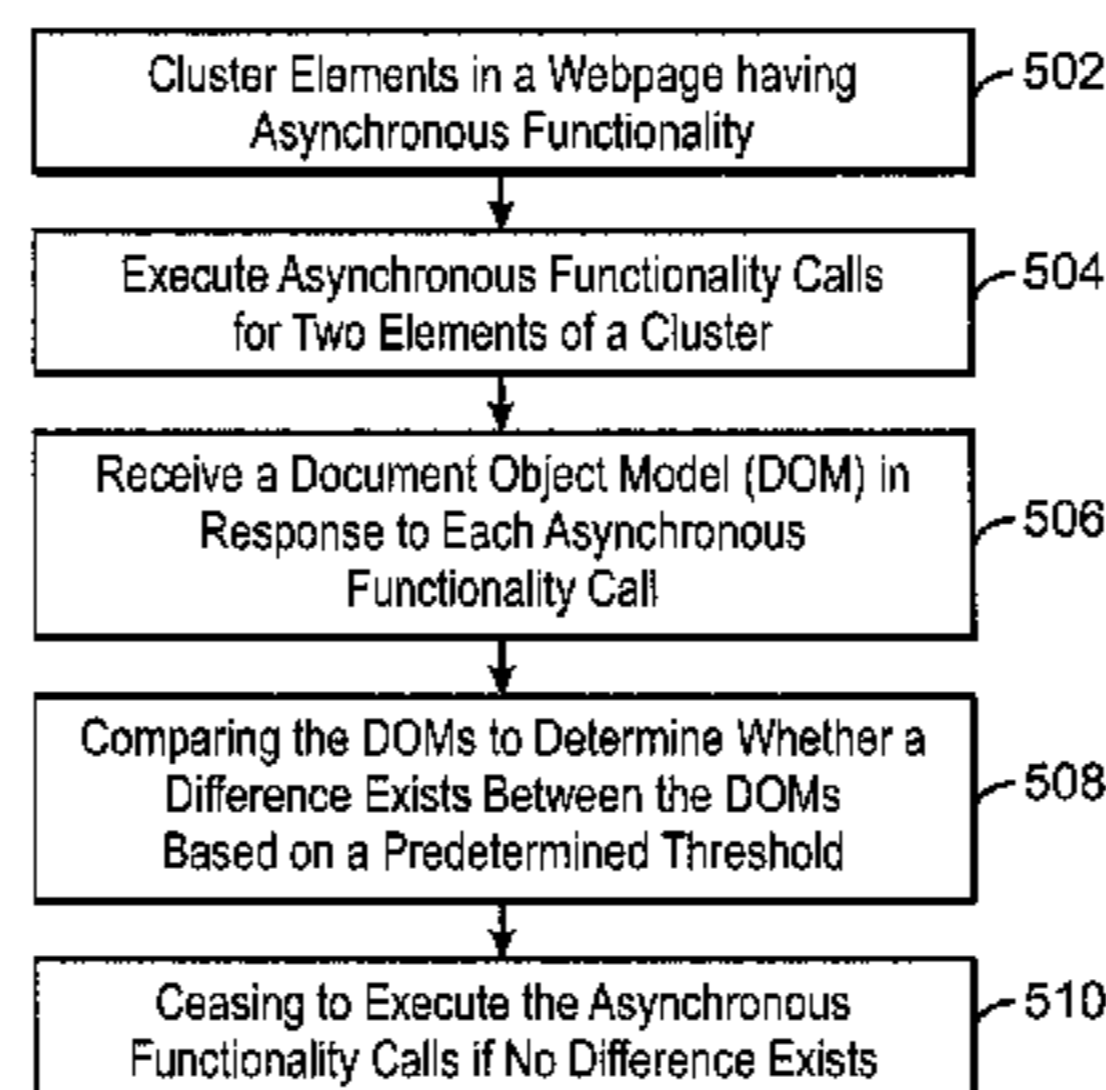 Cluster Elements in a Webpage having
Asynchronous Functionality
502
Execute Asynchronous Functionality Calls
for Two Elements of a Cluster
504
Receive a Document Object Model (DOM) in
Response to Each Asynchronous
Functionality Call
506
Comparing the DOMs to Determine Whether a
Difference Exists Between the DOMs
Based on a Predetermined Threshold
508
Ceasing to Execute the Asynchronous
Functionality Calls if No Difference Exists
510